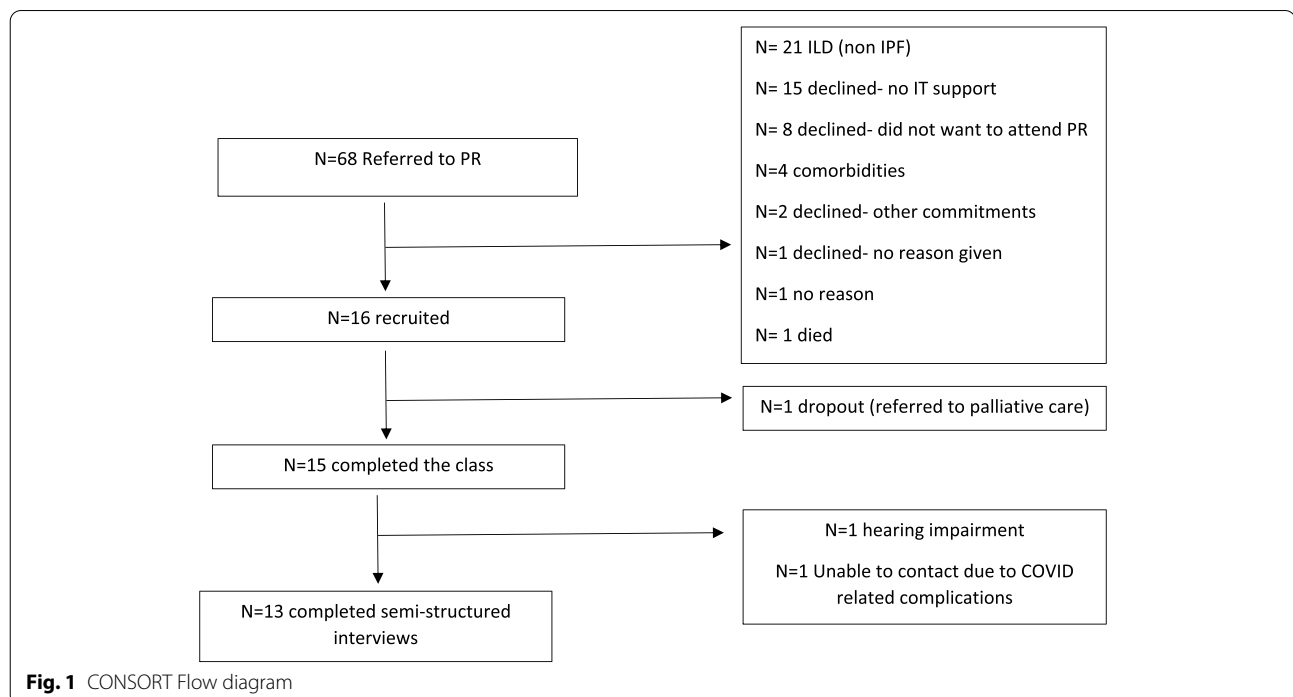 N=68 Referred to PR
N= 21 ILD (non IPF)
N= 15 declined- no IT support
N= 8 declined- did not want to attend PR
N=4 comorbidities
N=2 declined- other commitments
N=1 declined- no reason given
N=1 no reason
N= 1 died
N=16 recruited
N=1 dropout (referred to palliative care)
N=15 completed the class
N=1 hearing impairment
N=1 Unable to contact due to COVID
related complications
N=13 completed semi-structured
interviews
Fig. 1 CONSORT Flow diagram